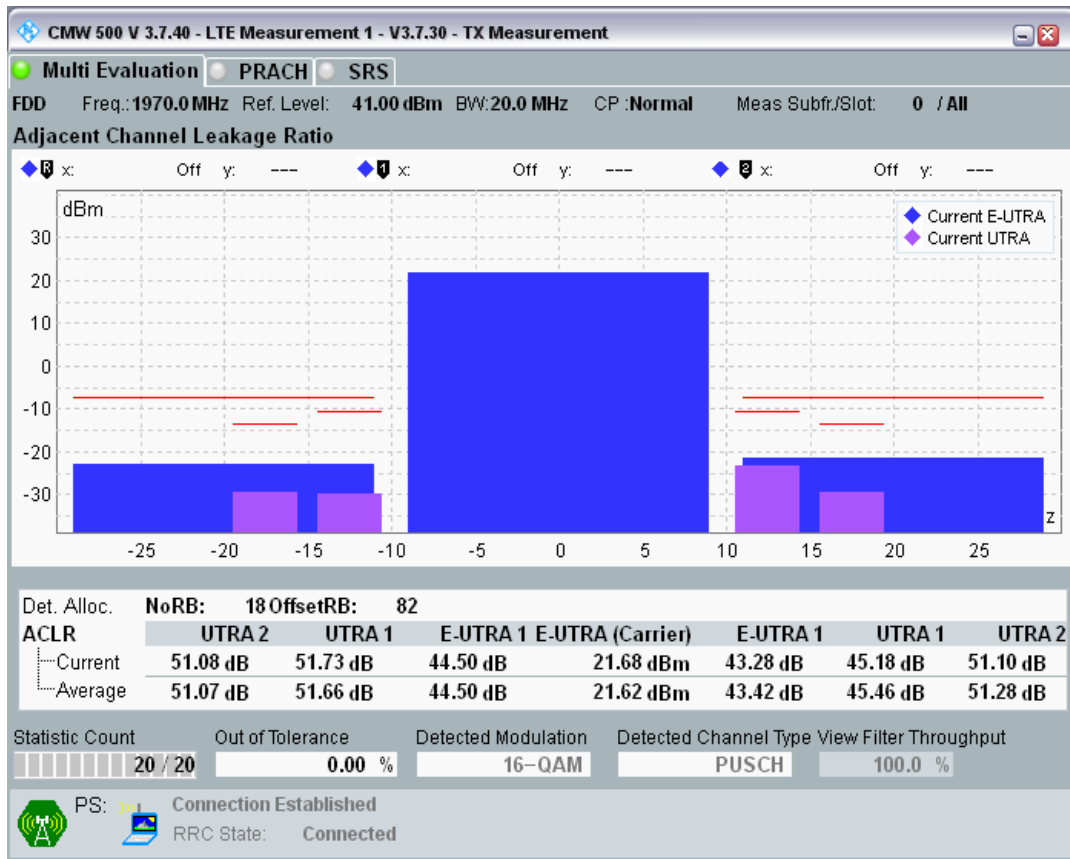 CMW 500 V 3.7.40 - LTE Measurement 1 - V3.7.30 - TX Measurement
Multi Evaluation PRACH SRS
FDD Freq.: 1970.0 MHz Ref. Level: 41.00 dBm BW: 20.0 MHz CP : Normal Meas Subfr./Slot: 0 / All
Adjacent Channel Leakage Ratio
R x: Off y: --- 1 x: Off y: --- 2 x: Off y: ---
dBm
Current E-UTRA
Current UTRA
30
20
10
0
-10
-20
-30
z
-25 -20 -15 -10 -5 0 5 10 15 20 25
Det. Alloc. NoRB: 18 OffsetRB: 82
ACLR UTRA 2 UTRA 1 E-UTRA 1 E-UTRA (Carrier) E-UTRA 1 UTRA 1 UTRA 2
Current 51.08 dB 51.73 dB 44.50 dB 21.68 dBm 43.28 dB 45.18 dB 51.10 dB
Average 51.07 dB 51.66 dB 44.50 dB 21.62 dBm 43.42 dB 45.46 dB 51.28 dB
Statistic Count Out of Tolerance Detected Modulation Detected Channel Type View Filter Throughput
20 / 20 0.00 % 16-QAM PUSCH 100.0 %
PS: Connection Established
RRC State: Connected